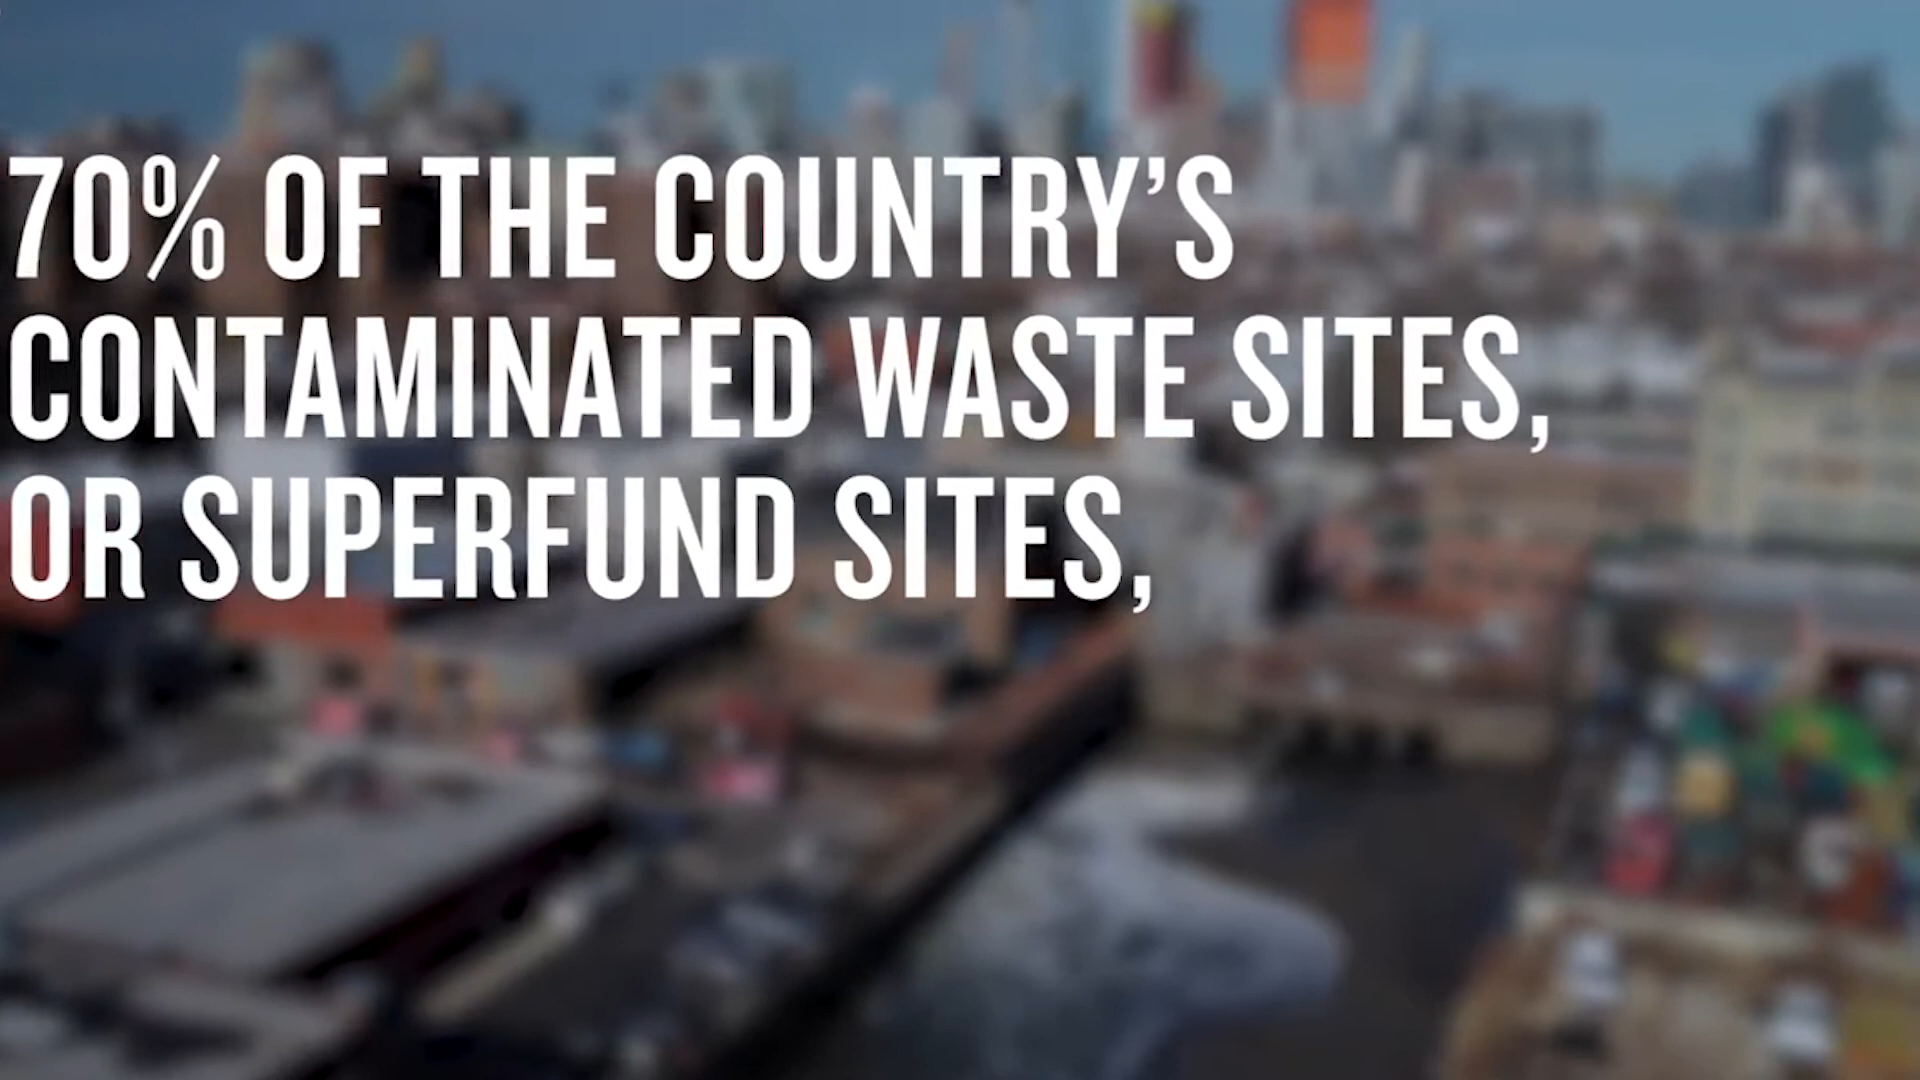 70% OF THE COUNTRY’S
CONTAMINATED WASTE SITES,
OR SUPERFUND SITES,